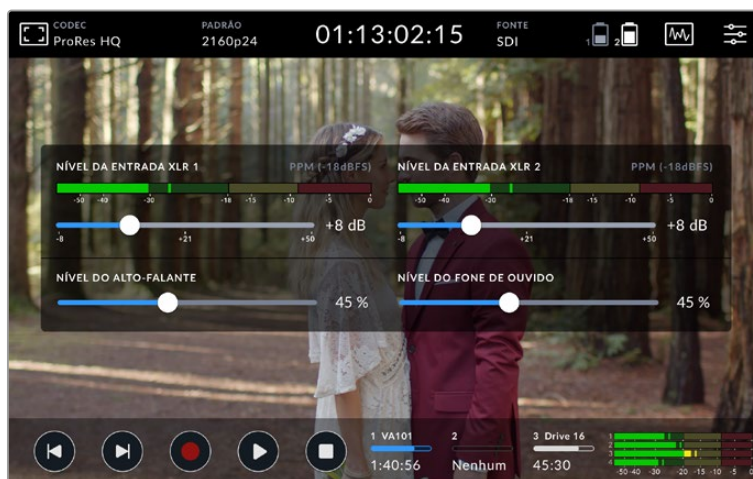 CODEC
ProRes HQ
PADRÃO
2160p24
01:13:02:15
FONTE
SDI
1
2
NÍVEL DA ENTRADA XLR 1 PPM (-18dBFS)
-50 -40 -30 -18 -15 -10 -5 0
+8 dB
-8 +21 +50
NÍVEL DA ENTRADA XLR 2 PPM (-18dBFS)
-50 -40 -30 -18 -15 -10 -5 0
+8 dB
-8 +21 +50
NÍVEL DO ALTO-FALANTE
45 %
NÍVEL DO FONE DE OUVIDO
45 %
1 VA101
1:40:56
2
Nenhum
3 Drive 16
45:30
1
2
3
4
-50 -40 -30 -20 -15 -10 -5 0